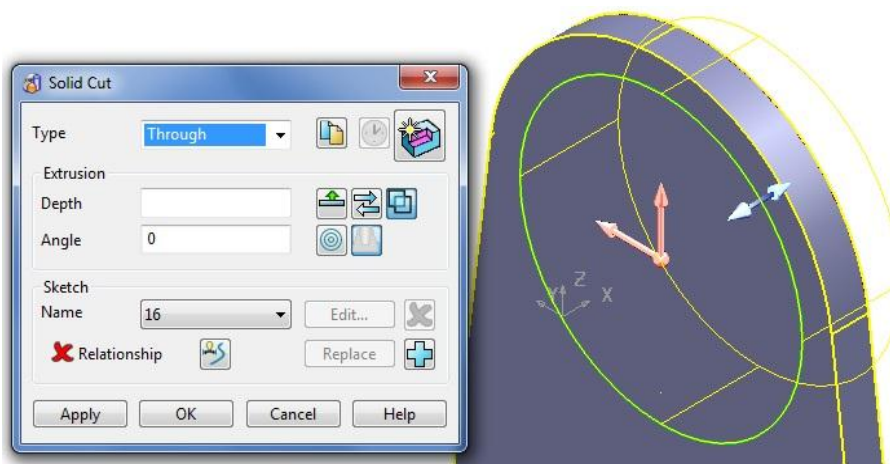 Solid Cut
Type Through
Extrusion
Depth
Angle 0
Sketch
Name 16 Edit...
Relationship Replace
Apply OK Cancel Help
Z
Y X